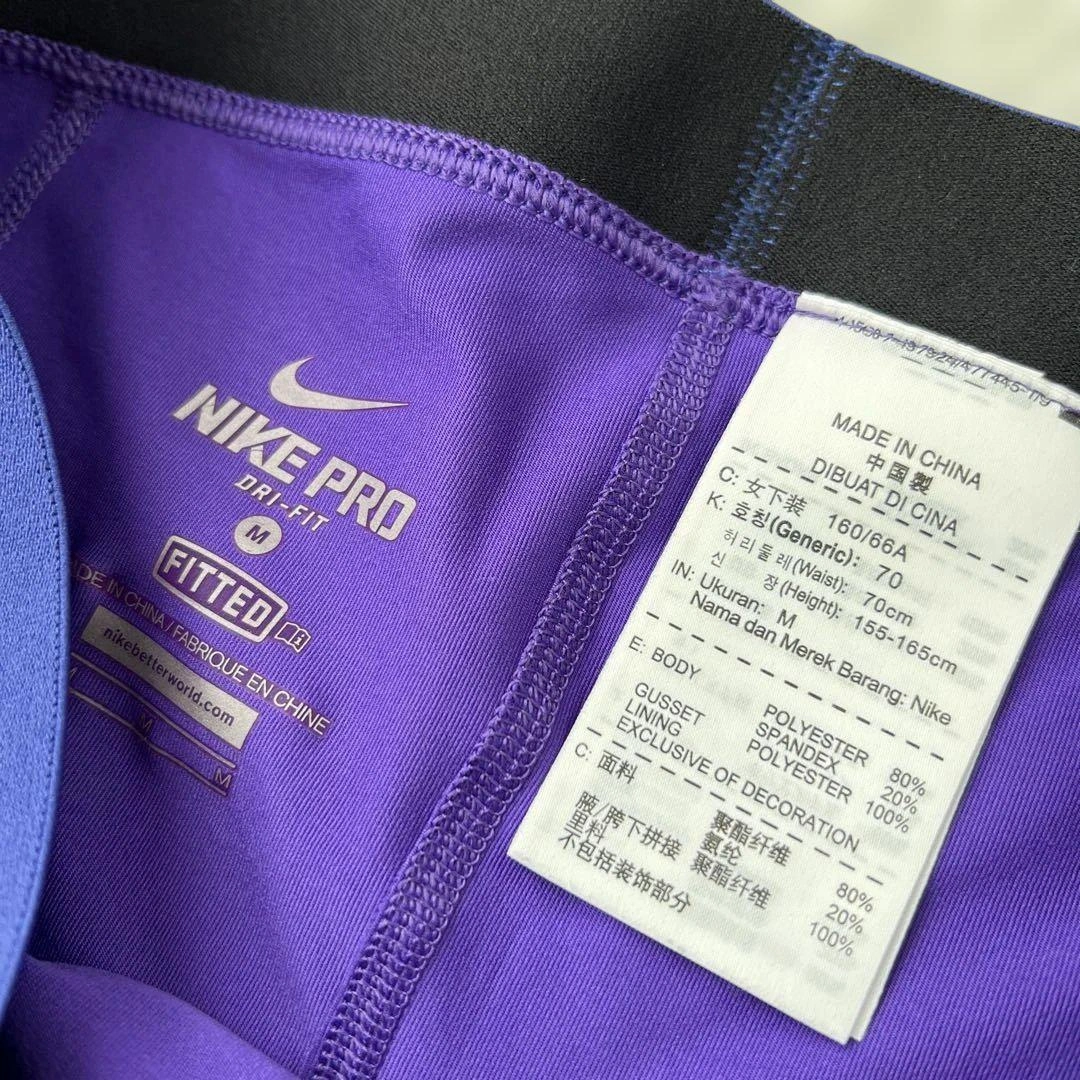 NIKE PRO
DRI-FIT
M
FITTED
MADE IN CHINA / FABRIQUE EN CHINE
nikebetterworld.com
M
M
MADE IN CHINA
中国製
DIBUAT DI CINA
C: 女下装 160/66A
K: 호칭(Generic): 70
허리둘레(Waist): 70cm
신 장(Height): 155-165cm
IN: Ukuran: M
Nama dan Merek Barang: Nike
E: BODY POLYESTER 80%
SPANDEX 20%
GUSSET LINING POLYESTER 100%
EXCLUSIVE OF DECORATION
C: 面料 聚酯纤维 80%
氨纶 20%
腋/胯下拼接里料 聚酯纤维 100%
不包括装饰部分